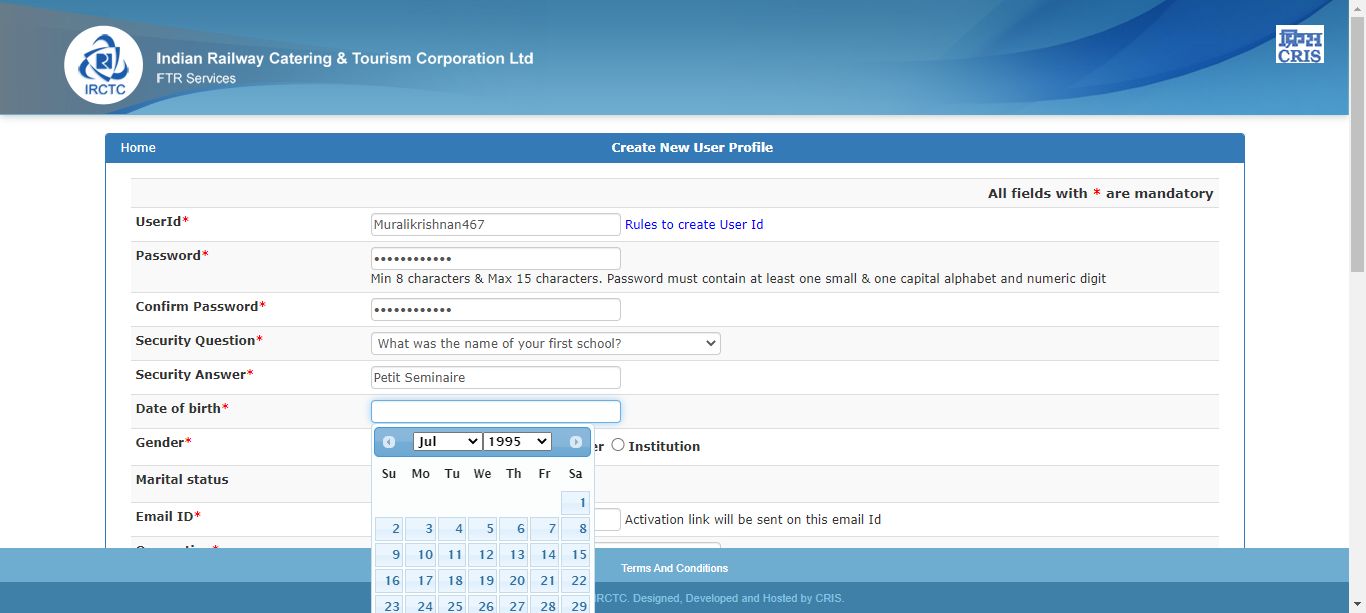 IRCTC
Indian Railway Catering & Tourism Corporation Ltd
FTR Services
क्रिस
CRIS
Home
Create New User Profile
All fields with * are mandatory
UserId* Muralikrishnan467 Rules to create User Id
Password* ••••••••••••
Min 8 characters & Max 15 characters. Password must contain at least one small & one capital alphabet and numeric digit
Confirm Password* ••••••••••••
Security Question* What was the name of your first school?
Security Answer* Petit Seminaire
Date of birth*
Jul 1995
Gender* er Institution
Su Mo Tu We Th Fr Sa
Marital status
1
Email ID* Activation link will be sent on this email Id
2 3 4 5 6 7 8
9 10 11 12 13 14 15
Terms And Conditions
16 17 18 19 20 21 22
IRCTC. Designed, Developed and Hosted by CRIS.
23 24 25 26 27 28 29